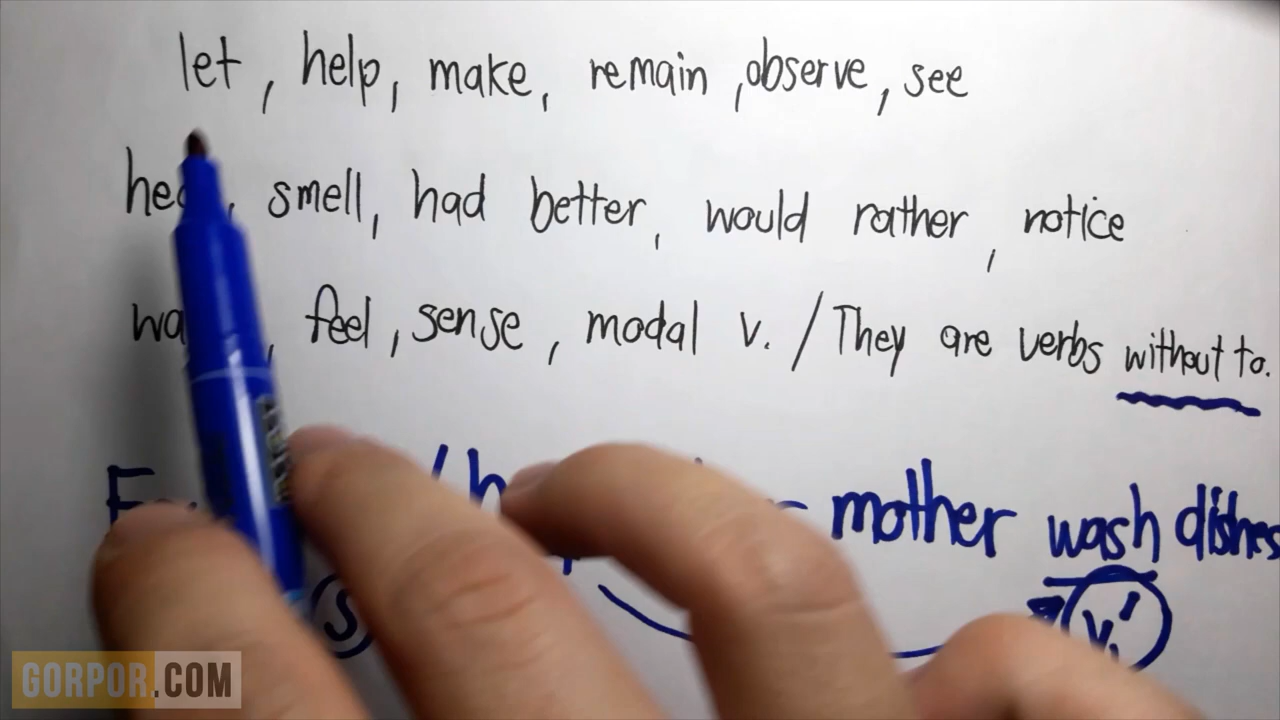 let, help, make, remain, observe, see
smell, had better, would rather, notice
feel, sense, modal v. / They are verbs without to.
mother wash dishes
S V.1
GORPOR.COM